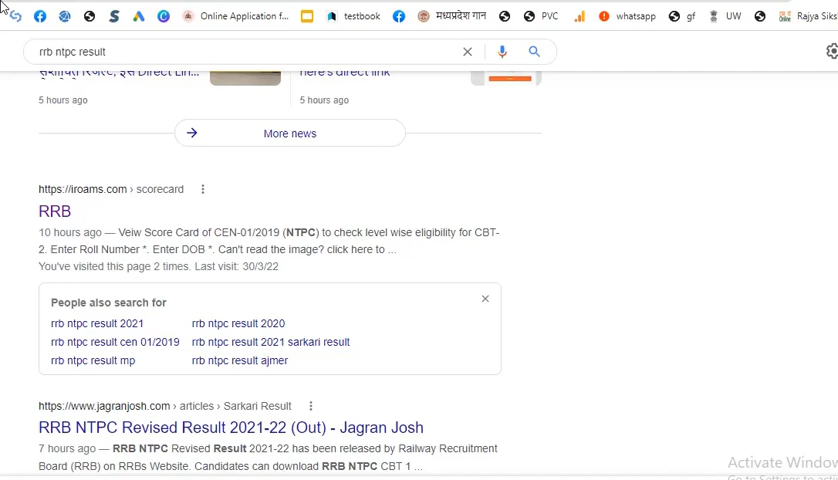 Online Application f...
testbook
मध्यप्रदेश गान
PVC
whatsapp
gf
UW
Rajya Siks
rrb ntpc result
here's direct link
5 hours ago
5 hours ago
More news
https://iroams.com › scorecard
RRB
10 hours ago — Veiw Score Card of CEN-01/2019 (NTPC) to check level wise eligibility for CBT-
2. Enter Roll Number *. Enter DOB *. Can't read the image? click here to ...
You've visited this page 2 times. Last visit: 30/3/22
People also search for
rrb ntpc result 2021
rrb ntpc result 2020
rrb ntpc result cen 01/2019
rrb ntpc result 2021 sarkari result
rrb ntpc result mp
rrb ntpc result ajmer
https://www.jagranjosh.com › articles › Sarkari Result
RRB NTPC Revised Result 2021-22 (Out) - Jagran Josh
7 hours ago — RRB NTPC Revised Result 2021-22 has been released by Railway Recruitment
Board (RRB) on RRBs Website. Candidates can download RRB NTPC CBT 1 ...
Activate Window